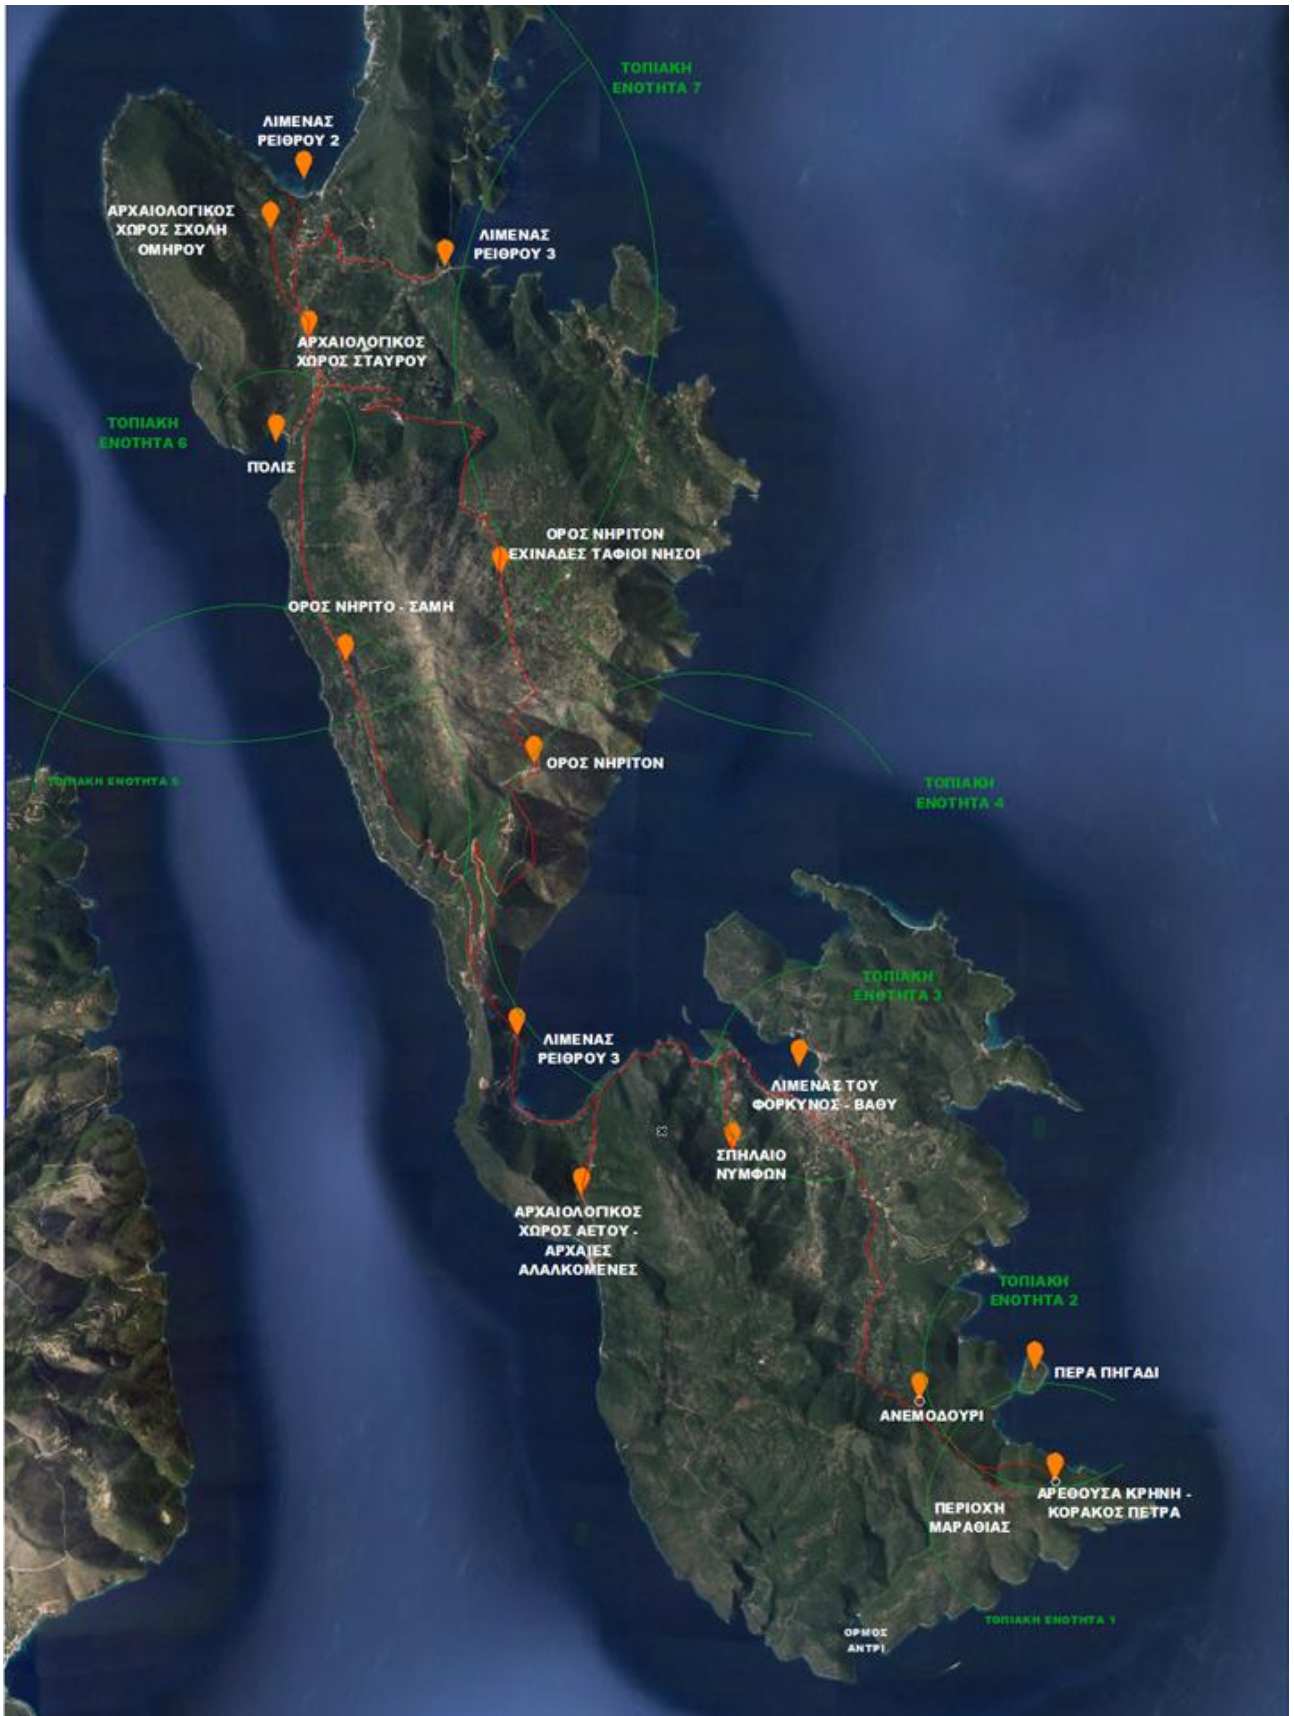 ΤΟΠΙΑΚΗ
ΕΝΟΤΗΤΑ 7
ΛΙΜΕΝΑΣ
ΡΕΙΘΡΟΥ 2
ΑΡΧΑΙΟΛΟΓΙΚΟΣ
ΧΩΡΟΣ ΣΧΟΛΗ
ΟΜΗΡΟΥ
ΛΙΜΕΝΑΣ
ΡΕΙΘΡΟΥ 3
ΑΡΧΑΙΟΛΟΓΙΚΟΣ
ΧΩΡΟΣ ΣΤΑΥΡΟΥ
ΤΟΠΙΑΚΗ
ΕΝΟΤΗΤΑ 6
ΠΟΛΙΣ
ΟΡΟΣ ΝΗΡΙΤΟΝ
ΕΧΙΝΑΔΕΣ ΤΑΦΙΟΙ ΝΗΣΟΙ
ΟΡΟΣ ΝΗΡΙΤΟ - ΣΑΜΗ
ΟΡΟΣ ΝΗΡΙΤΟΝ
ΤΟΠΙΑΚΗ ΕΝΟΤΗΤΑ 5
ΤΟΠΙΑΚΗ
ΕΝΟΤΗΤΑ 4
ΤΟΠΙΑΚΗ
ΕΝΟΤΗΤΑ 3
ΛΙΜΕΝΑΣ
ΡΕΙΘΡΟΥ 3
ΛΙΜΕΝΑΣ ΤΟΥ
ΦΟΡΚΥΝΟΣ - ΒΑΘΥ
ΣΠΗΛΑΙΟ
ΝΥΜΦΩΝ
ΑΡΧΑΙΟΛΟΓΙΚΟΣ
ΧΩΡΟΣ ΑΕΤΟΥ -
ΑΡΧΑΙΕΣ
ΑΛΑΛΚΟΜΕΝΕΣ
ΤΟΠΙΑΚΗ
ΕΝΟΤΗΤΑ 2
ΠΕΡΑ ΠΗΓΑΔΙ
ΑΝΕΜΟΔΟΥΡΙ
ΑΡΕΘΟΥΣΑ ΚΡΗΝΗ -
ΚΟΡΑΚΟΣ ΠΕΤΡΑ
ΠΕΡΙΟΧΗ
ΜΑΡΑΘΙΑΣ
ΤΟΠΙΑΚΗ ΕΝΟΤΗΤΑ 1
ΟΡΜΟΣ
ΑΝΤΡΙ